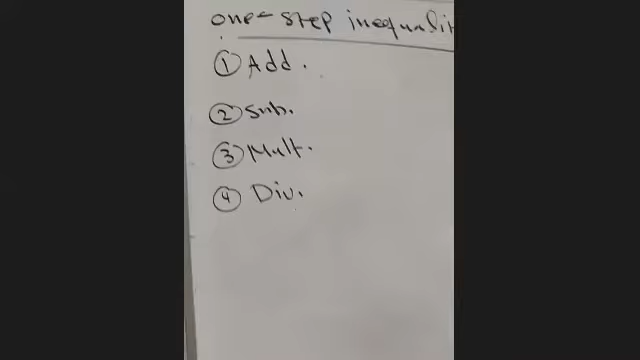 one-step inequalit
① Add.
② Sub.
③ Mult.
④ Div.